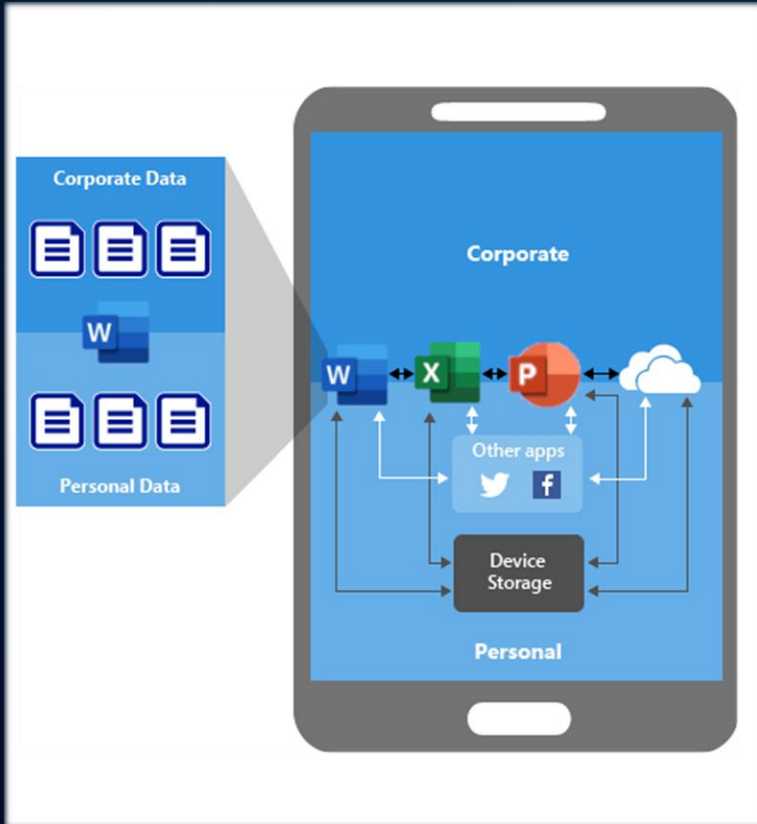 Corporate Data
W
Personal Data
Corporate
W
X
P
Other apps
f
Device
Storage
Personal